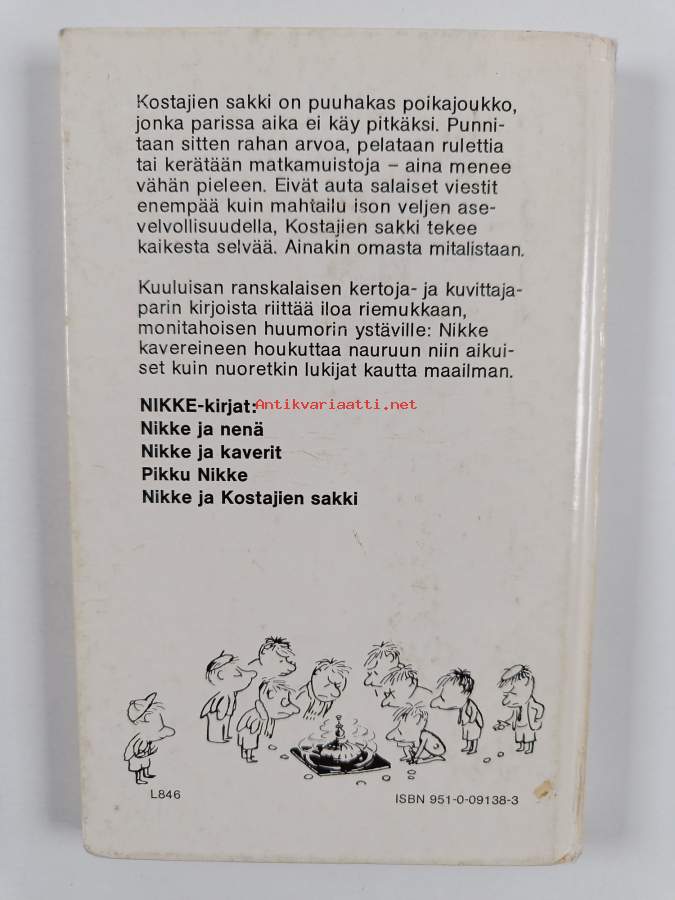 Kostajien sakki on puuhakas poikajoukko,
jonka parissa aika ei käy pitkäksi. Punni-
taan sitten rahan arvoa, pelataan rulettia
tai kerätään matkamuistoja – aina menee
vähän pieleen. Eivät auta salaiset viestit
enempää kuin mahtailu ison veljen ase-
velvollisuudella, Kostajien sakki tekee
kaikesta selvää. Ainakin omasta mitalistaan.
Kuuluisan ranskalaisen kertoja- ja kuvittaja-
parin kirjoista riittää iloa riemukkaan,
monitahoisen huumorin ystäville: Nikke
kavereineen houkuttaa nauruun niin aikui-
set kuin nuoretkin lukijat kautta maailman.
NIKKE-kirjat: Antikvariaatti.net
Nikke ja nenä
Nikke ja kaverit
Pikku Nikke
Nikke ja Kostajien sakki
L846 ISBN 951-0-09138-3